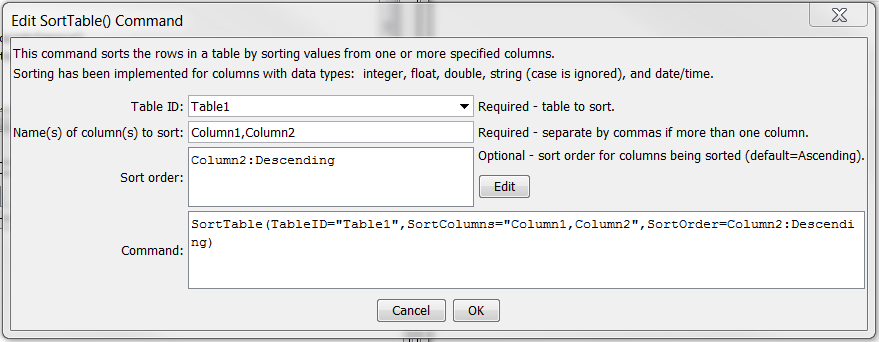 Edit SortTable() Command
This command sorts the rows in a table by sorting values from one or more specified columns.
Sorting has been implemented for columns with data types:  integer, float, double, string (case is ignored), and date/time.
Table ID: Table1 Required - table to sort.
Name(s) of column(s) to sort: Column1,Column2 Required - separate by commas if more than one column.
Sort order: Column2:Descending Optional - sort order for columns being sorted (default=Ascending).
Edit
Command: SortTable(TableID="Table1",SortColumns="Column1,Column2",SortOrder=Column2:Descendi
ng)
Cancel OK